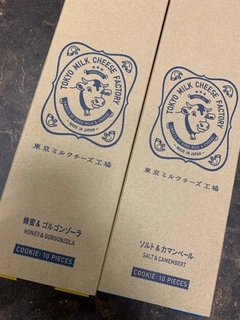 TOKYO MILK CHEESE FACTORY
MADE IN JAPAN
東京ミルクチーズ工場
蜂蜜&ゴルゴンゾーラ
HONEY & GORGONZOLA
COOKIE: 10 PIECES
TOKYO MILK CHEESE FACTORY
MADE IN JAPAN
東京ミルクチーズ工場
ソルト&カマンベール
SALT & CAMEMBERT
COOKIE: 10 PIECES